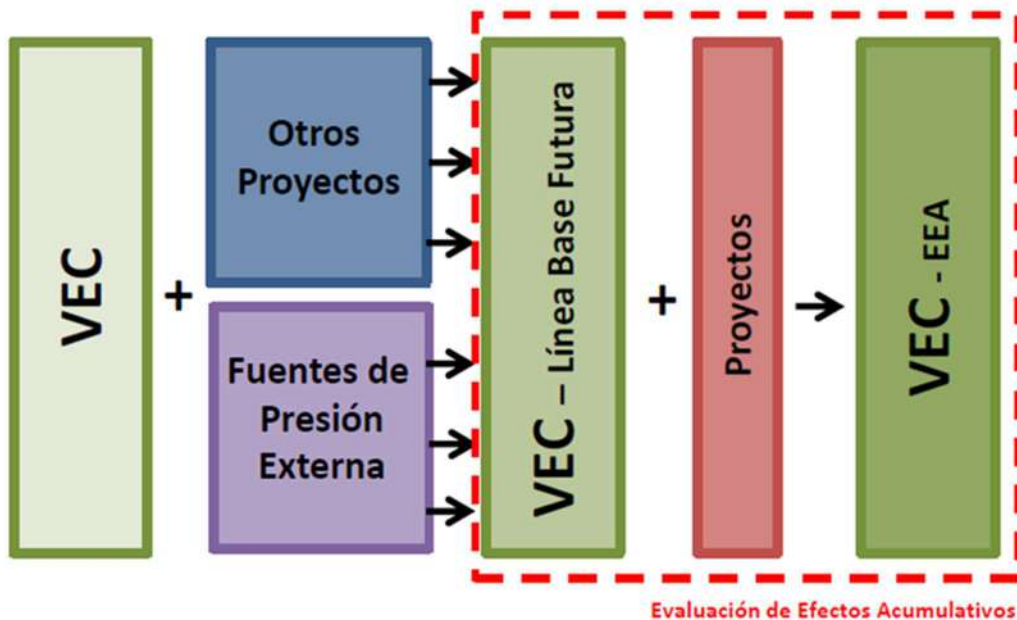 VEC
+
Otros
Proyectos
Fuentes de
Presión
Externa
VEC – Línea Base Futura
+
Proyectos
VEC - EEA
Evaluación de Efectos Acumulativos